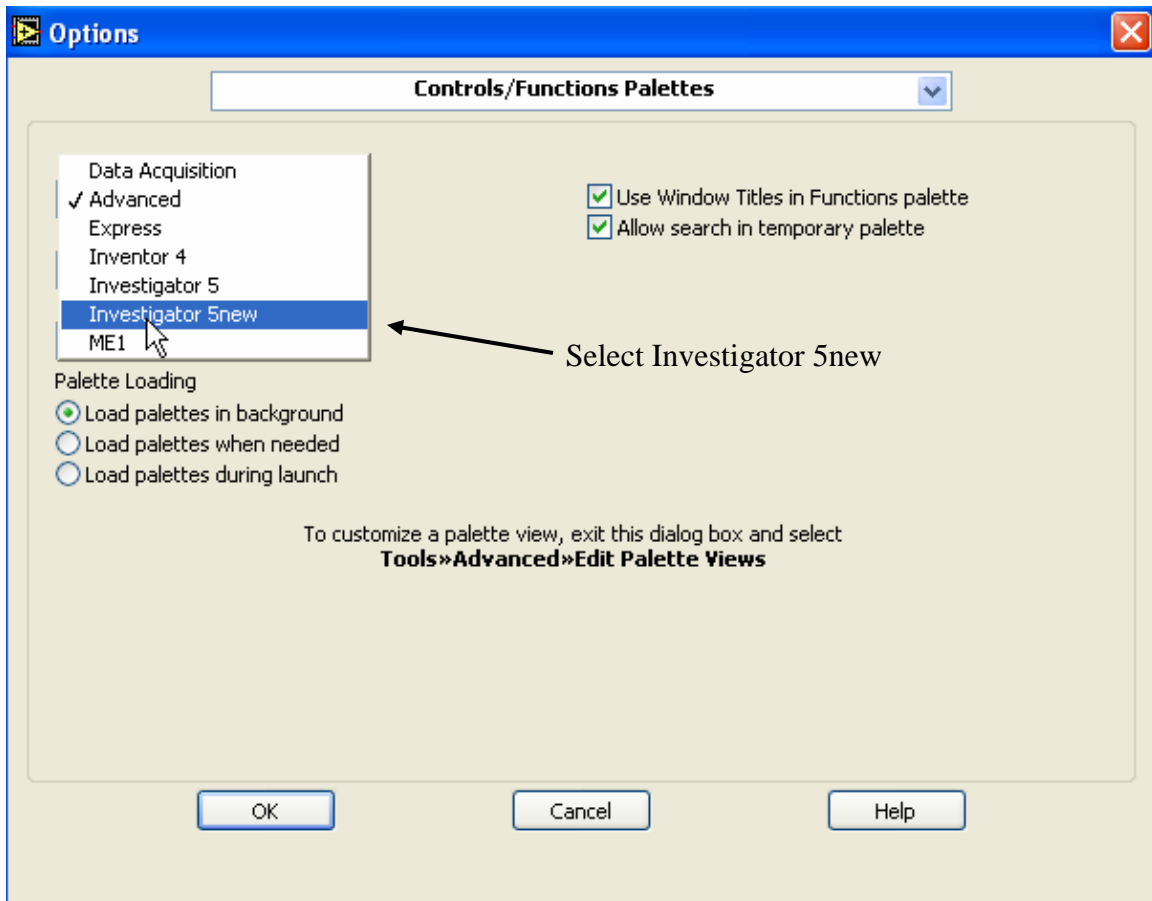 Options
Controls/Functions Palettes
Data Acquisition
✓ Advanced
Express
Inventor 4
Investigator 5
Investigator 5new
ME1
Use Window Titles in Functions palette
Allow search in temporary palette
Select Investigator 5new
Palette Loading
Load palettes in background
Load palettes when needed
Load palettes during launch
To customize a palette view, exit this dialog box and select
Tools»Advanced»Edit Palette Views
OK
Cancel
Help